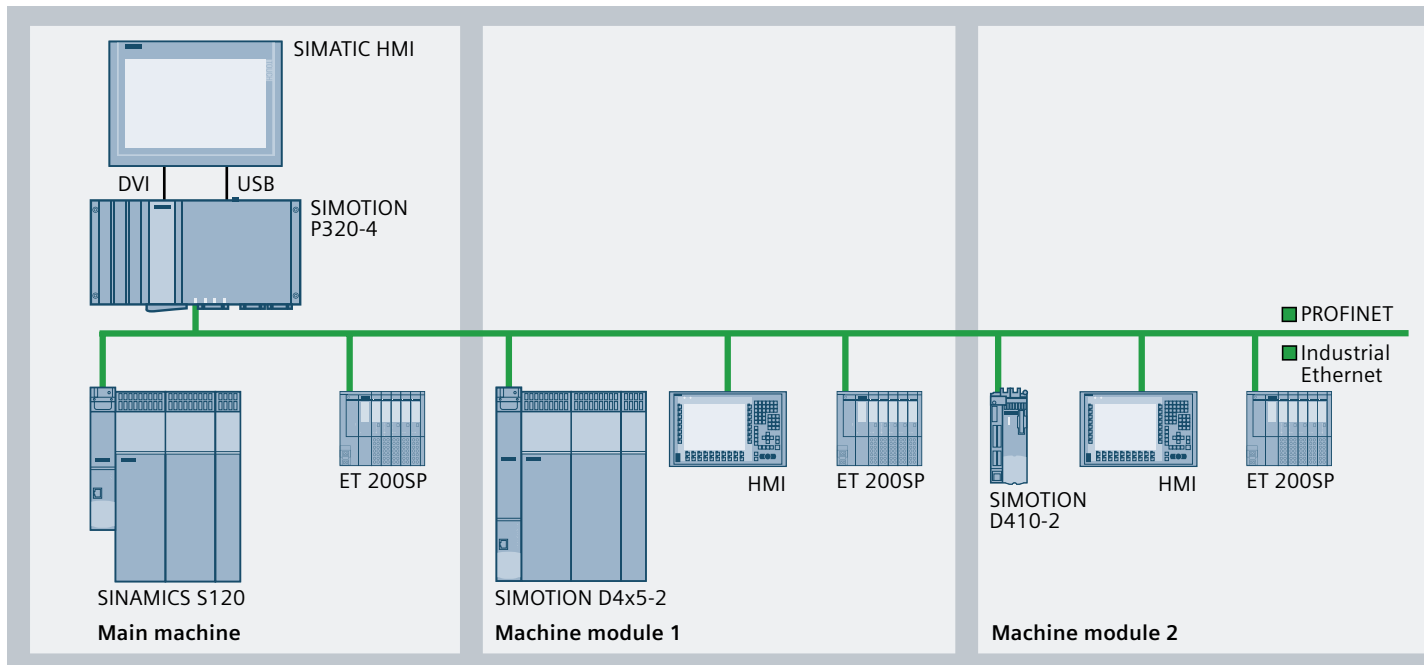 SIMATIC HMI
DVI
USB
SIMOTION
P320-4
PROFINET
Industrial
Ethernet
ET 200SP
HMI
ET 200SP
SIMOTION
D410-2
HMI
ET 200SP
SINAMICS S120
SIMOTION D4x5-2
Main machine
Machine module 1
Machine module 2